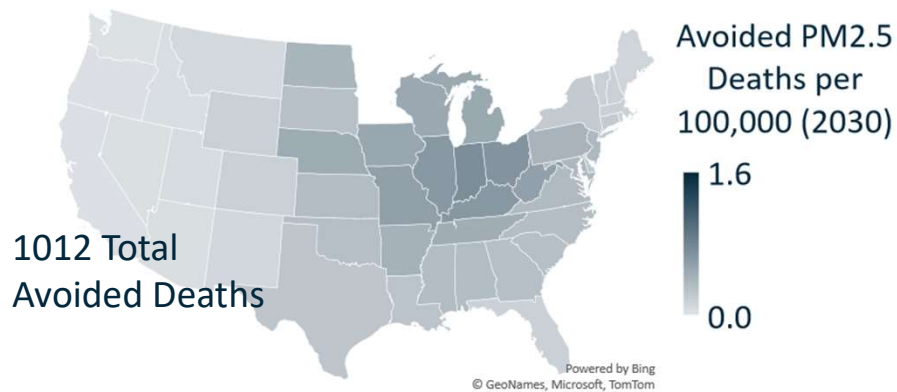 Avoided PM2.5
Deaths per
100,000 (2030)
1.6
0.0
1012 Total
Avoided Deaths
Powered by Bing
© GeoNames, Microsoft, TomTom